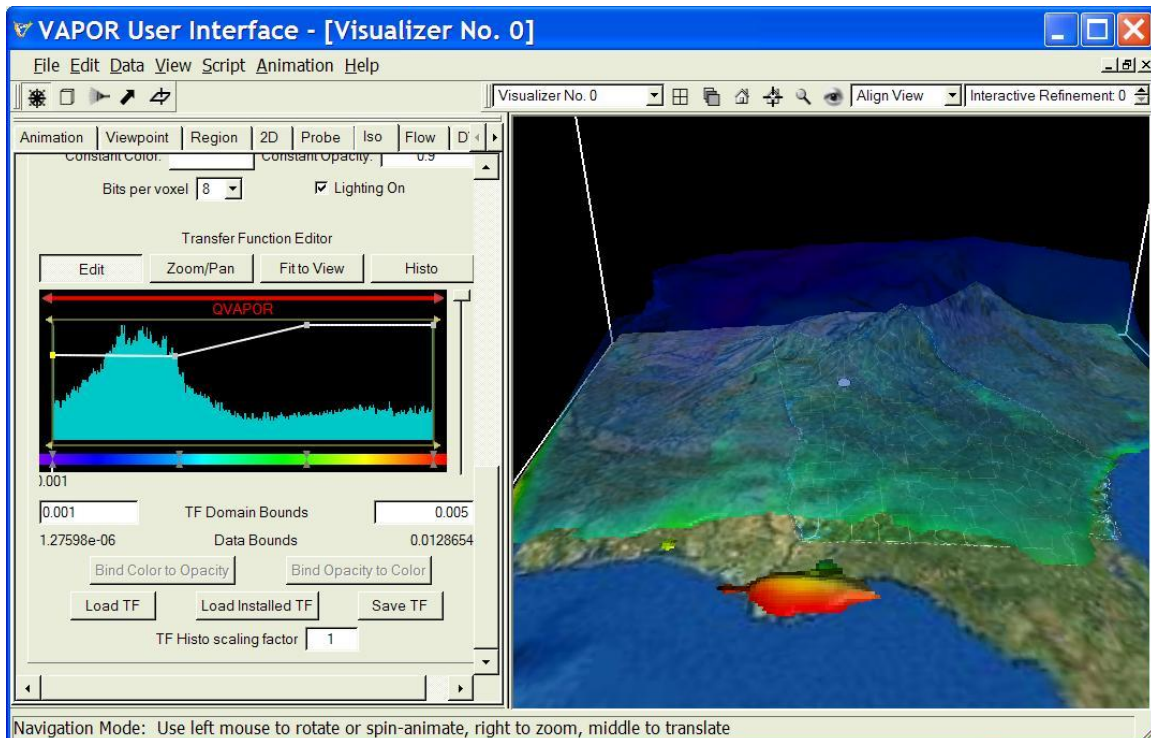 VAPOR User Interface - [Visualizer No. 0]
File Edit Data View Script Animation Help
Visualizer No. 0 Align View Interactive Refinement: 0
Animation Viewpoint Region 2D Probe Iso Flow
Constant Color: Constant Opacity: 0.9
Bits per voxel 8 Lighting On
Transfer Function Editor
Edit Zoom/Pan Fit to View Histo
QVAPOR
0.001
0.001 TF Domain Bounds 0.005
1.27598e-06 Data Bounds 0.0128654
Bind Color to Opacity Bind Opacity to Color
Load TF Load Installed TF Save TF
TF Histo scaling factor 1
Navigation Mode: Use left mouse to rotate or spin-animate, right to zoom, middle to translate